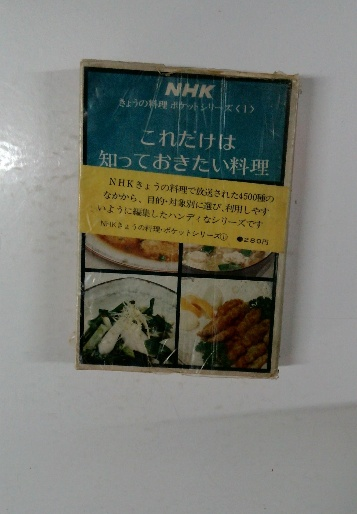 NHK
きょうの料理 ポケットシリーズ〈1〉
これだけは
知っておきたい料理
NHKきょうの料理で放送された4500種の
なかから、目的・対象別に選び、利用しやす
いように編集したハンディなシリーズです
NHKきょうの料理・ポケットシリーズ① ●280円